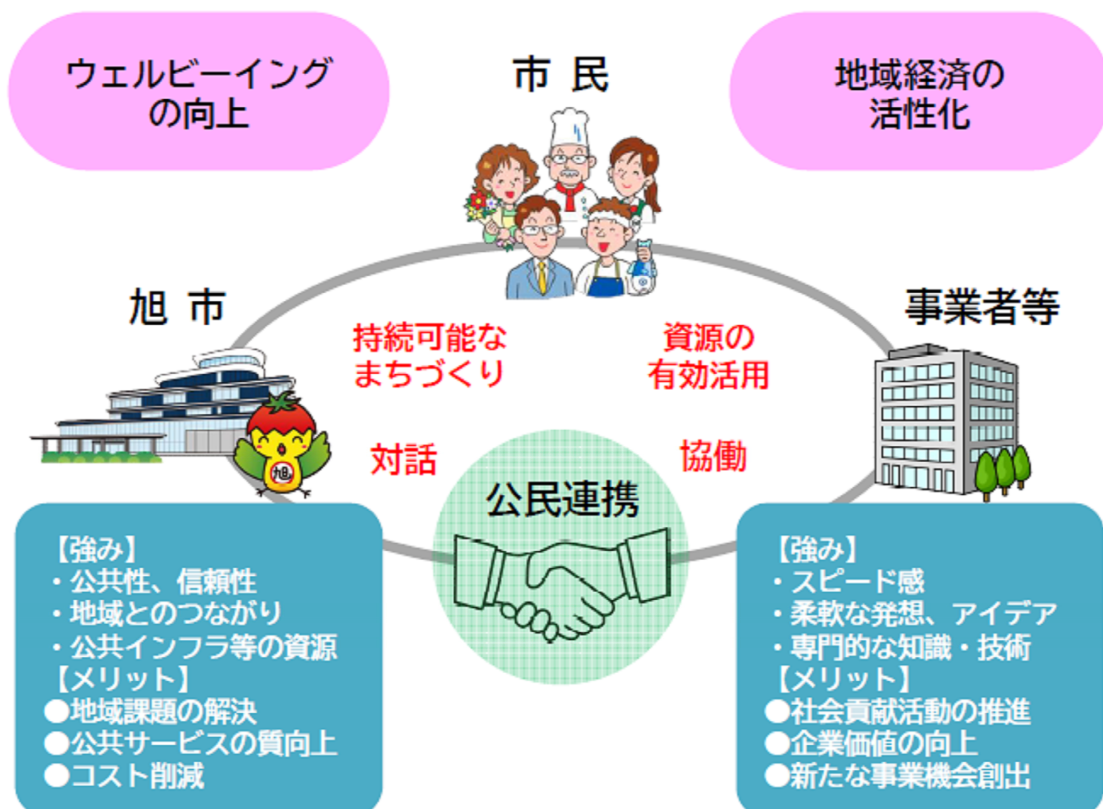 ウェルビーイング
の向上
市 民
地域経済の
活性化
旭 市
事業者等
持続可能な
まちづくり
資源の
有効活用
対話
協働
旭
公民連携
【強み】
・公共性、信頼性
・地域とのつながり
・公共インフラ等の資源
【メリット】
●地域課題の解決
●公共サービスの質向上
●コスト削減
【強み】
・スピード感
・柔軟な発想、アイデア
・専門的な知識・技術
【メリット】
●社会貢献活動の推進
●企業価値の向上
●新たな事業機会創出